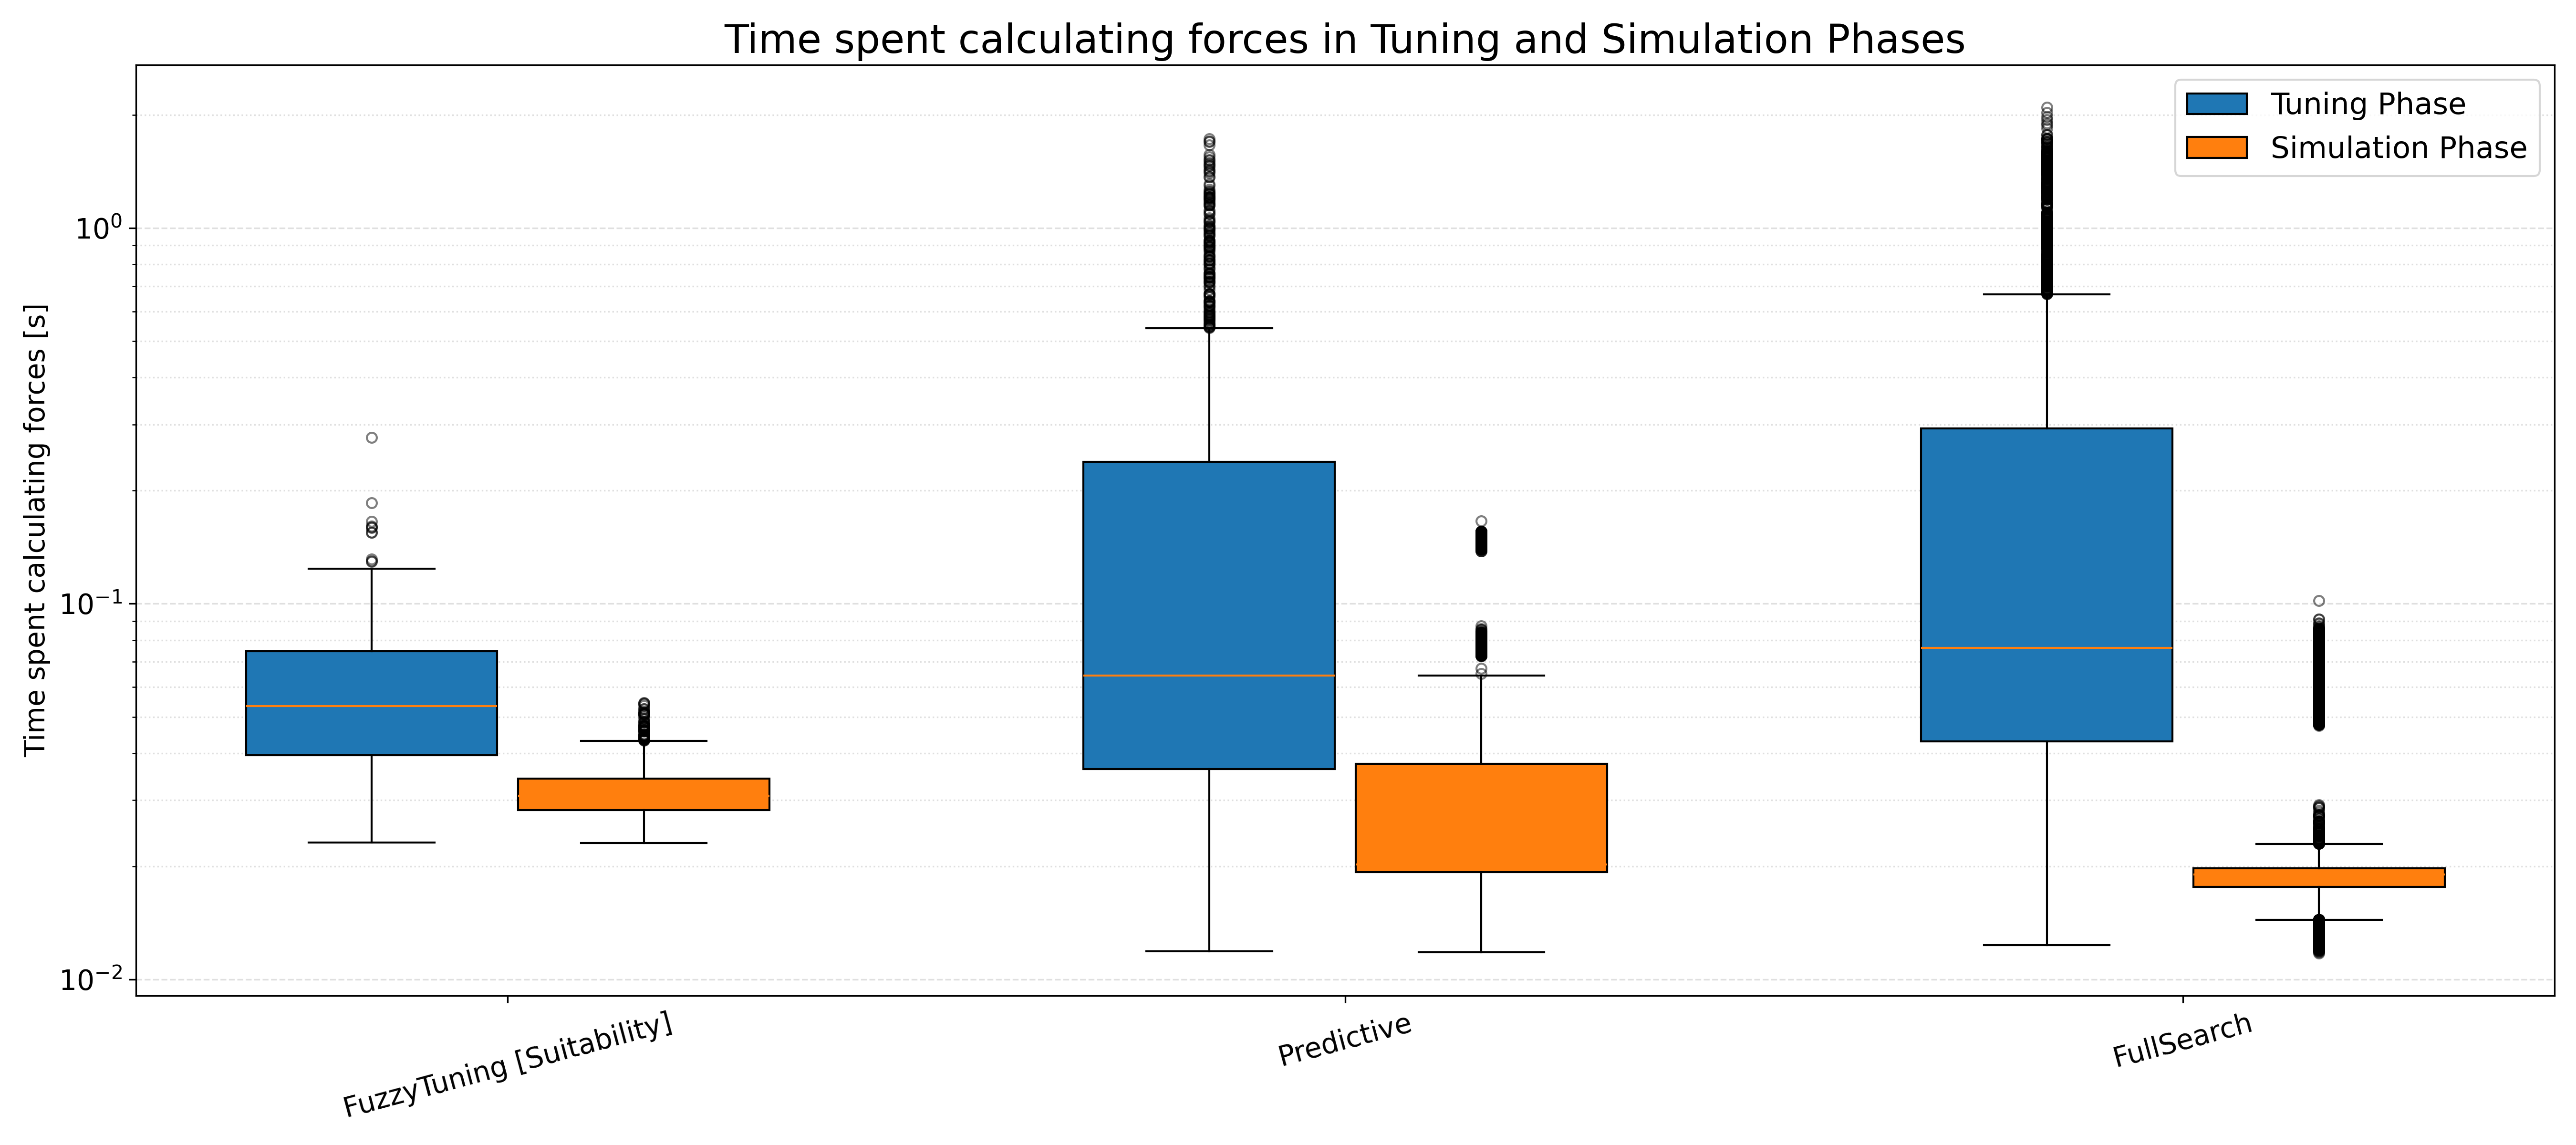 Time spent calculating forces in Tuning and Simulation Phases
Tuning Phase
Simulation Phase
Time spent calculating forces [s]
10⁰
10⁻¹
10⁻²
FuzzyTuning [Suitability]
Predictive
FullSearch